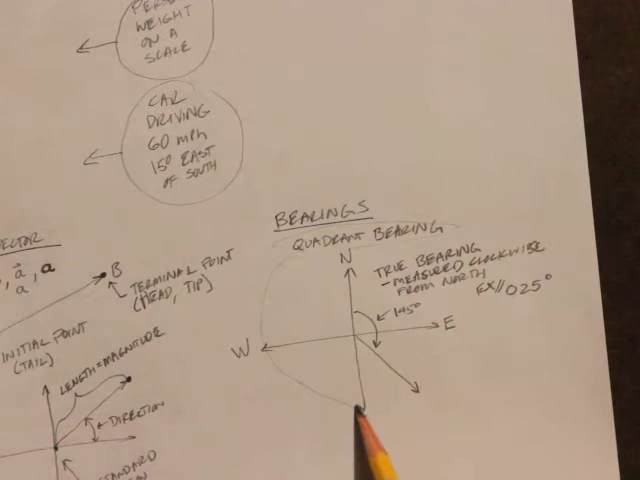 WEIGHT
ON A
SCALE
CAR
DRIVING
60 mph
15° EAST
OF SOUTH
BEARINGS
QUADRANT BEARING
N
TRUE BEARING
- MEASURED CLOCKWISE
FROM NORTH
EX// 025°
145°
E
W
a⃗, a
a
B
TERMINAL POINT
(HEAD, TIP)
INITIAL POINT
(TAIL)
LENGTH = MAGNITUDE
DIRECTION
STANDARD